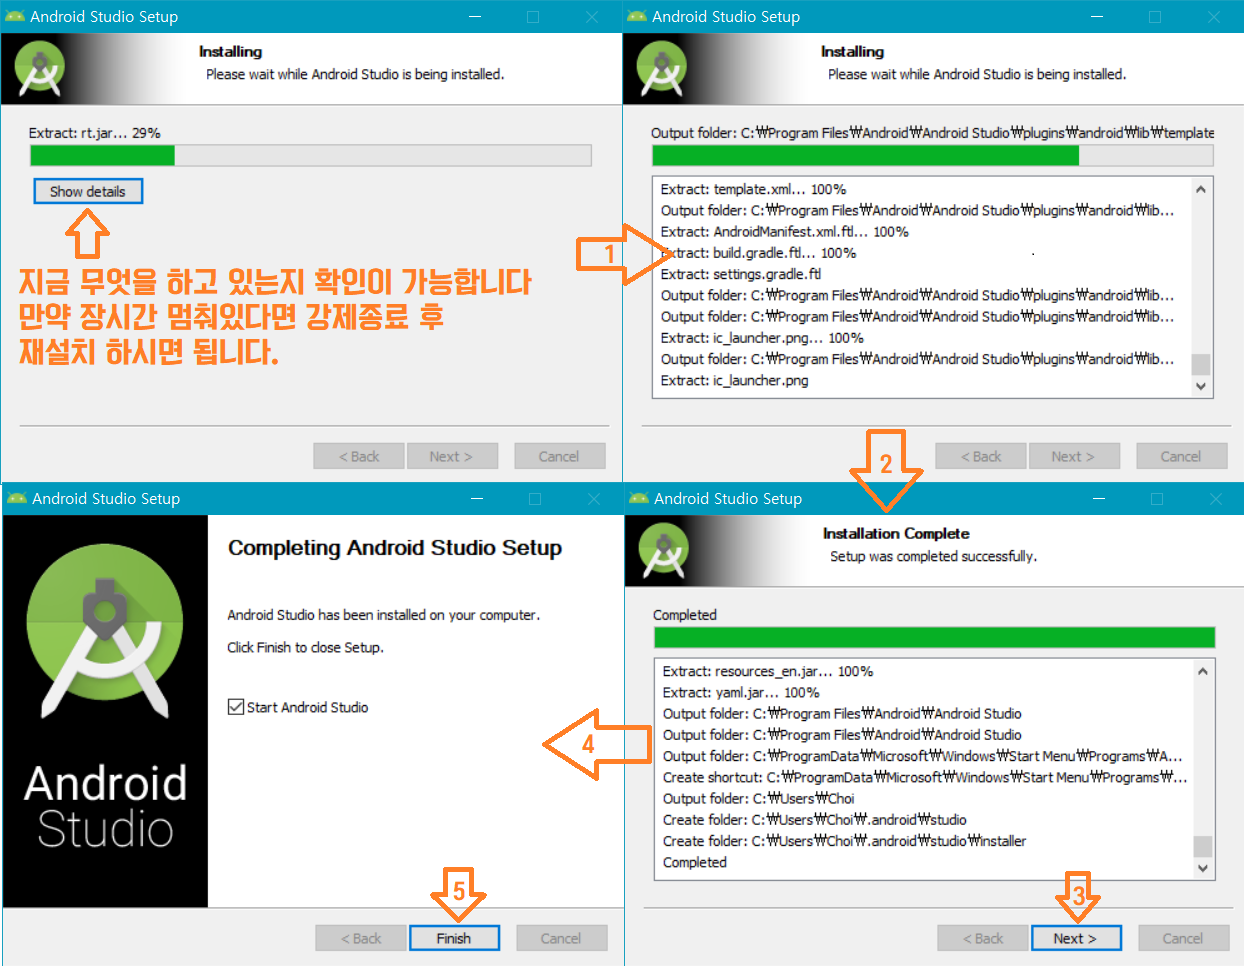 Android Studio Setup
Installing
Please wait while Android Studio is being installed.
Extract: rt.jar... 29%
Show details
지금 무엇을 하고 있는지 확인이 가능합니다
만약 장시간 멈춰있다면 강제종료 후
재설치 하시면 됩니다.
< Back
Next >
Cancel
1
Android Studio Setup
Installing
Please wait while Android Studio is being installed.
Output folder: C:₩Program Files₩Android₩Android Studio₩plugins₩android₩lib₩template
Extract: template.xml... 100%
Output folder: C:₩Program Files₩Android₩Android Studio₩plugins₩android₩lib...
Extract: AndroidManifest.xml.ftl... 100%
Extract: build.gradle.ftl... 100%
Extract: settings.gradle.ftl
Output folder: C:₩Program Files₩Android₩Android Studio₩plugins₩android₩lib...
Output folder: C:₩Program Files₩Android₩Android Studio₩plugins₩android₩lib...
Extract: ic_launcher.png... 100%
Output folder: C:₩Program Files₩Android₩Android Studio₩plugins₩android₩lib...
Extract: ic_launcher.png
< Back
Next >
Cancel
2
Android Studio Setup
Installation Complete
Setup was completed successfully.
Completed
Extract: resources_en.jar... 100%
Extract: yaml.jar... 100%
Output folder: C:₩Program Files₩Android₩Android Studio
Output folder: C:₩Program Files₩Android₩Android Studio
Output folder: C:₩ProgramData₩Microsoft₩Windows₩Start Menu₩Programs₩A...
Create shortcut: C:₩ProgramData₩Microsoft₩Windows₩Start Menu₩Programs₩...
Output folder: C:₩Users₩Choi
Create folder: C:₩Users₩Choi₩.android₩studio
Create folder: C:₩Users₩Choi₩.android₩studio₩installer
Completed
3
< Back
Next >
Cancel
4
Android Studio Setup
Completing Android Studio Setup
Android Studio has been installed on your computer.
Click Finish to close Setup.
Start Android Studio
Android
Studio
5
< Back
Finish
Cancel